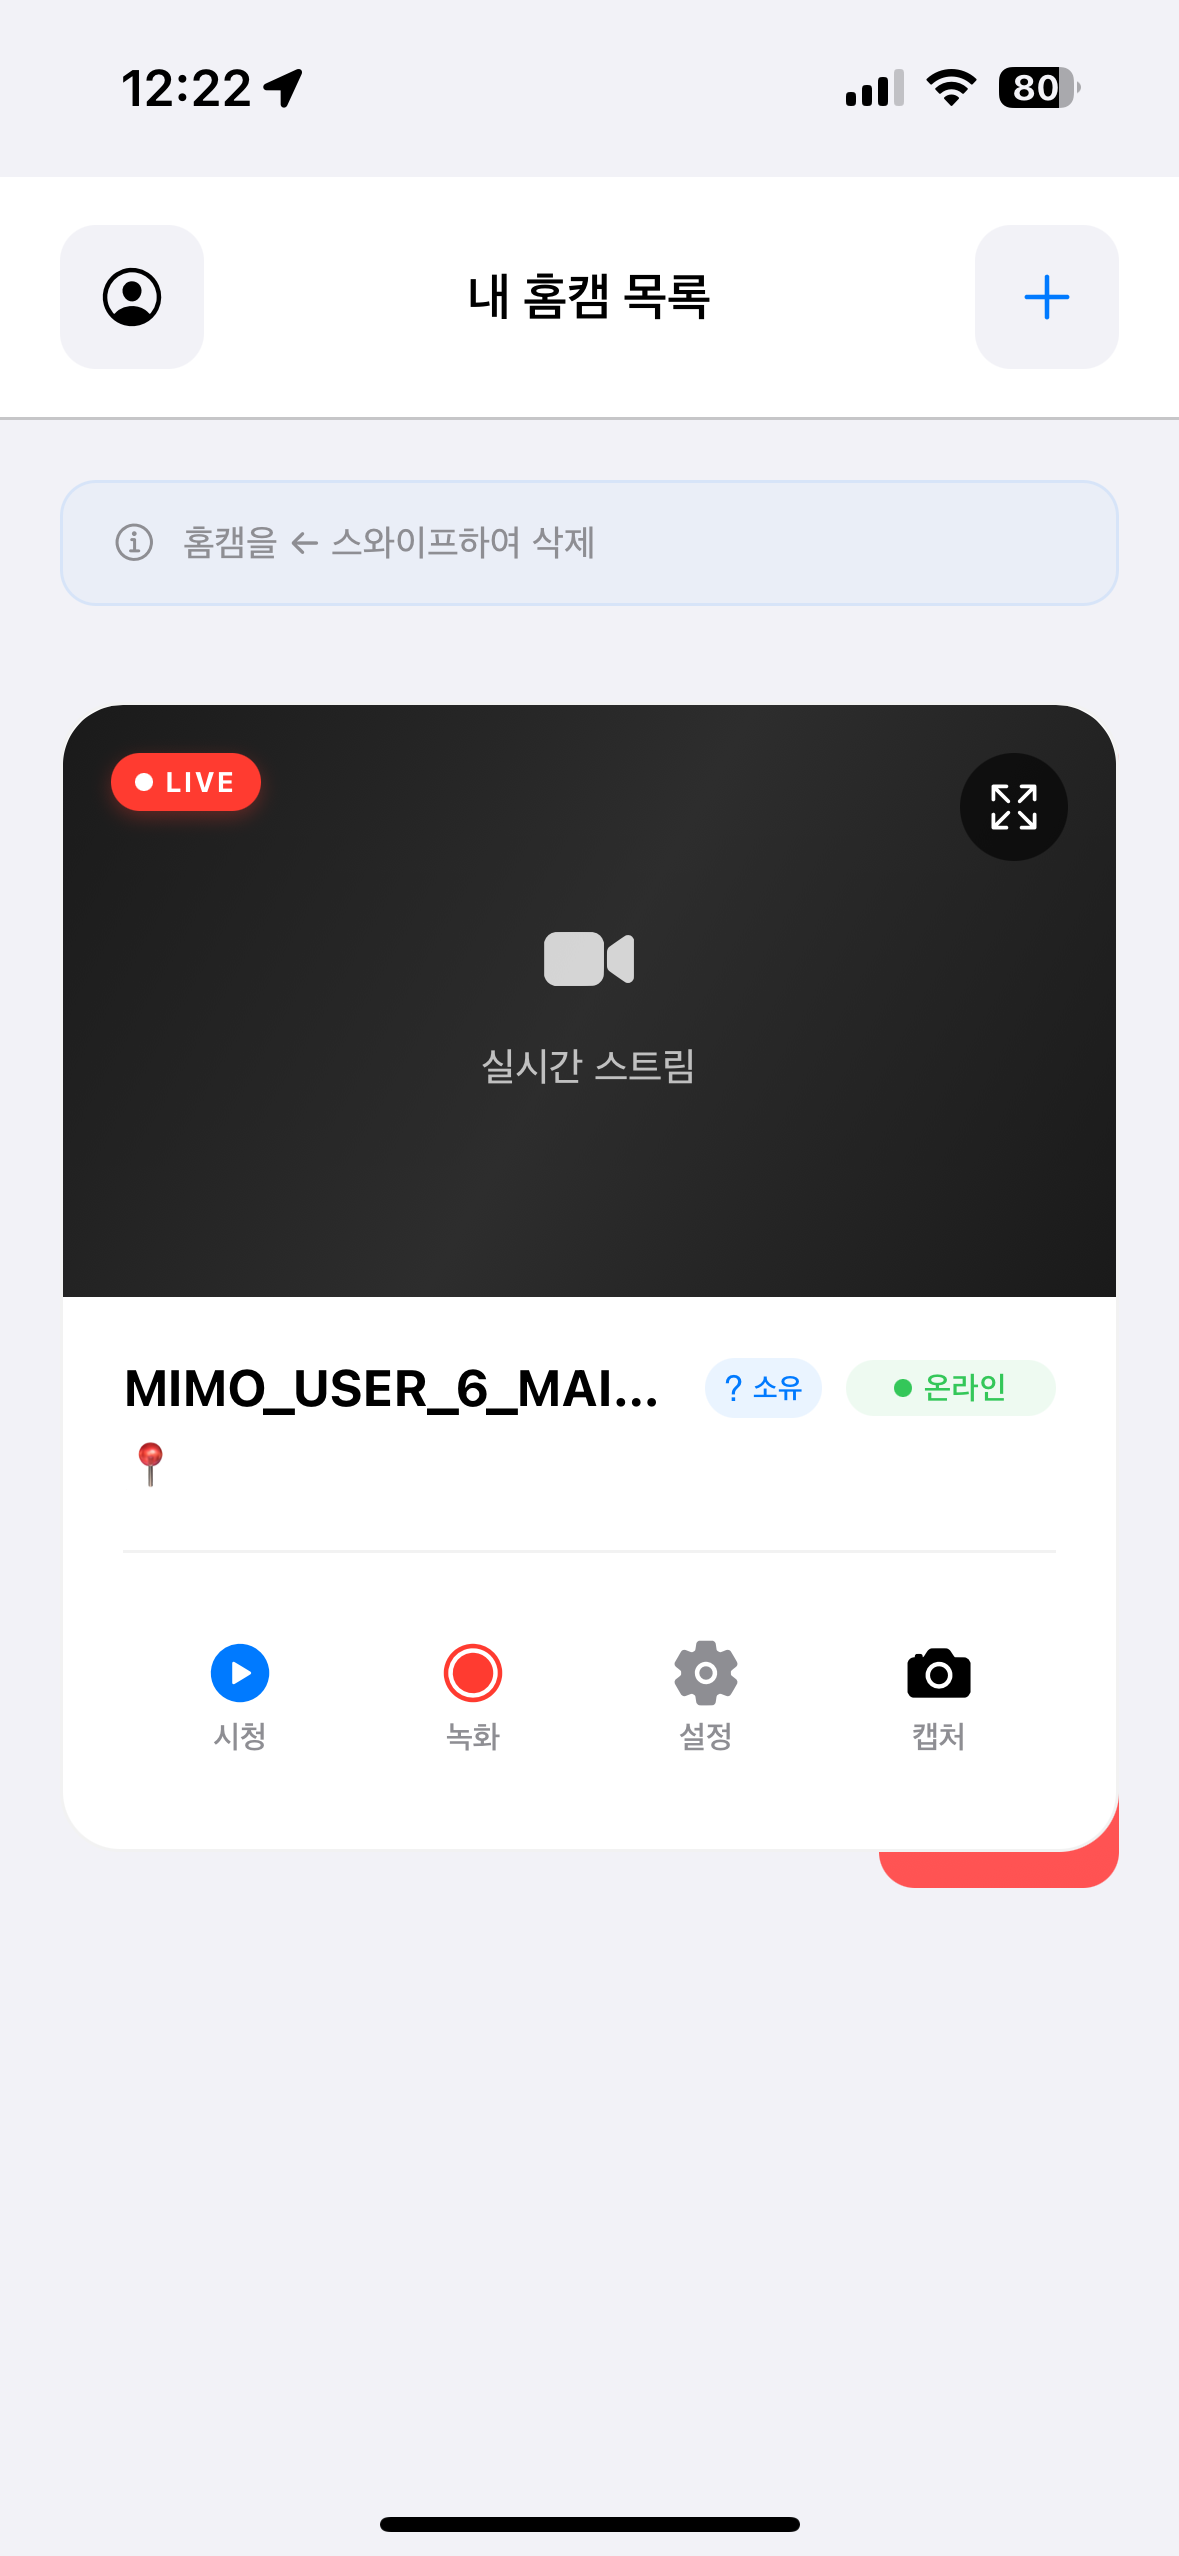 12:22
80
내 홈캠 목록
홈캠을 ← 스와이프하여 삭제
LIVE
실시간 스트림
MIMO_USER_6_MAI...
? 소유
온라인
시청
녹화
설정
캡처